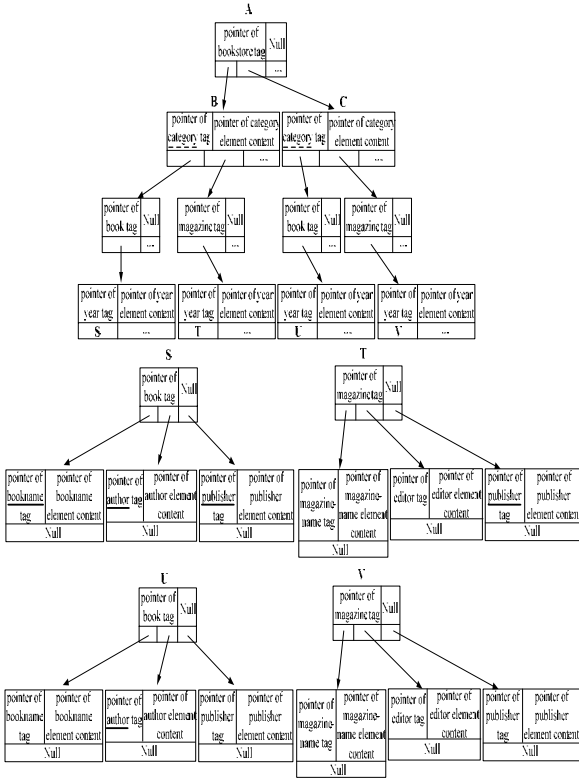 A
pointer of
bookstore tag
Null
...
B
C
pointer of
category tag
pointer of category
element content
pointer of
category tag
pointer of category
element content
...
...
pointer of
book tag
Null
...
pointer of
magazine tag
Null
...
pointer of
book tag
Null
...
pointer of
magazine tag
Null
...
pointer of
year tag
pointer of year
element content
pointer of
year tag
pointer of year
element content
pointer of
year tag
pointer of year
element content
pointer of
year tag
pointer of year
element content
S
...
T
...
U
...
V
...
S
T
pointer of
book tag
Null
pointer of
magazine tag
Null
pointer of
bookname
tag
pointer of
bookname
element content
Null
pointer of
author tag
pointer of
author element
content
Null
pointer of
publisher
tag
pointer of
publisher
element content
Null
pointer of
magazine-
name tag
pointer of
magazine-
name element
content
Null
pointer of
editor tag
pointer of
editor element
content
Null
pointer of
publisher
tag
pointer of
publisher
element content
Null
U
V
pointer of
book tag
Null
pointer of
magazine tag
Null
pointer of
bookname
tag
pointer of
bookname
element content
Null
pointer of
author tag
pointer of
author element
content
Null
pointer of
publisher
tag
pointer of
publisher
element content
Null
pointer of
magazine-
name tag
pointer of
magazine-
name element
content
Null
pointer of
editor tag
pointer of
editor element
content
Null
pointer of
publisher
tag
pointer of
publisher
element content
Null